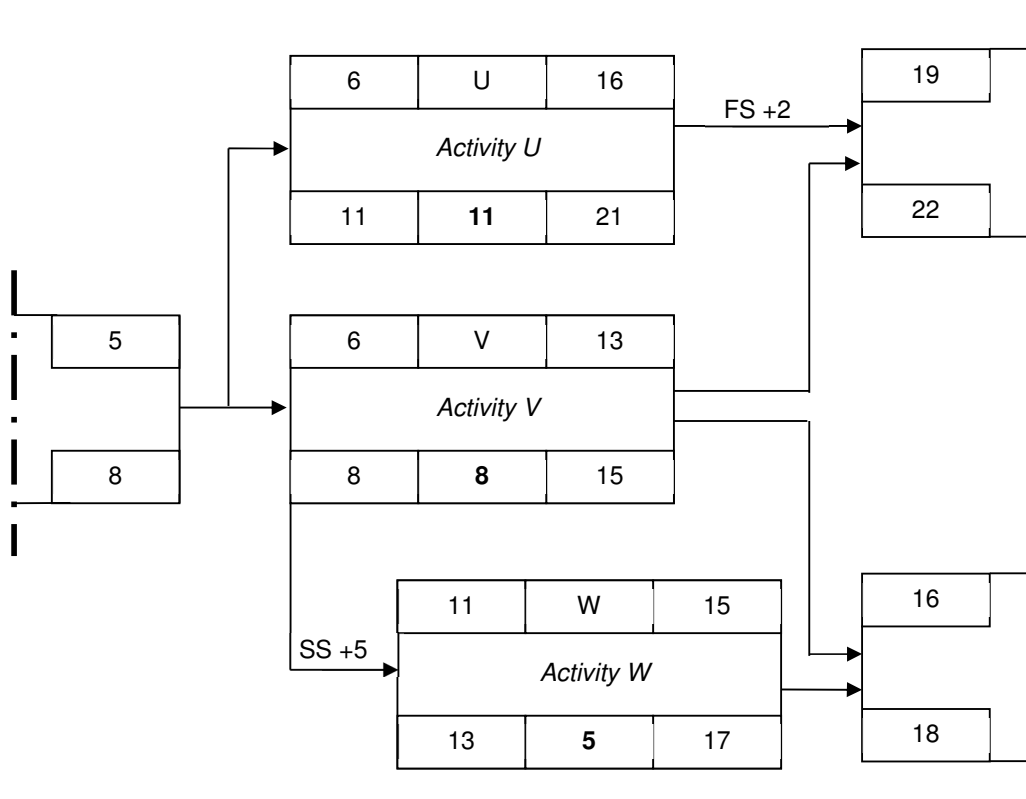 6 U 16
Activity U
11 11 21
FS +2
19
22
5
8
6 V 13
Activity V
8 8 15
SS +5
11 W 15
Activity W
13 5 17
16
18